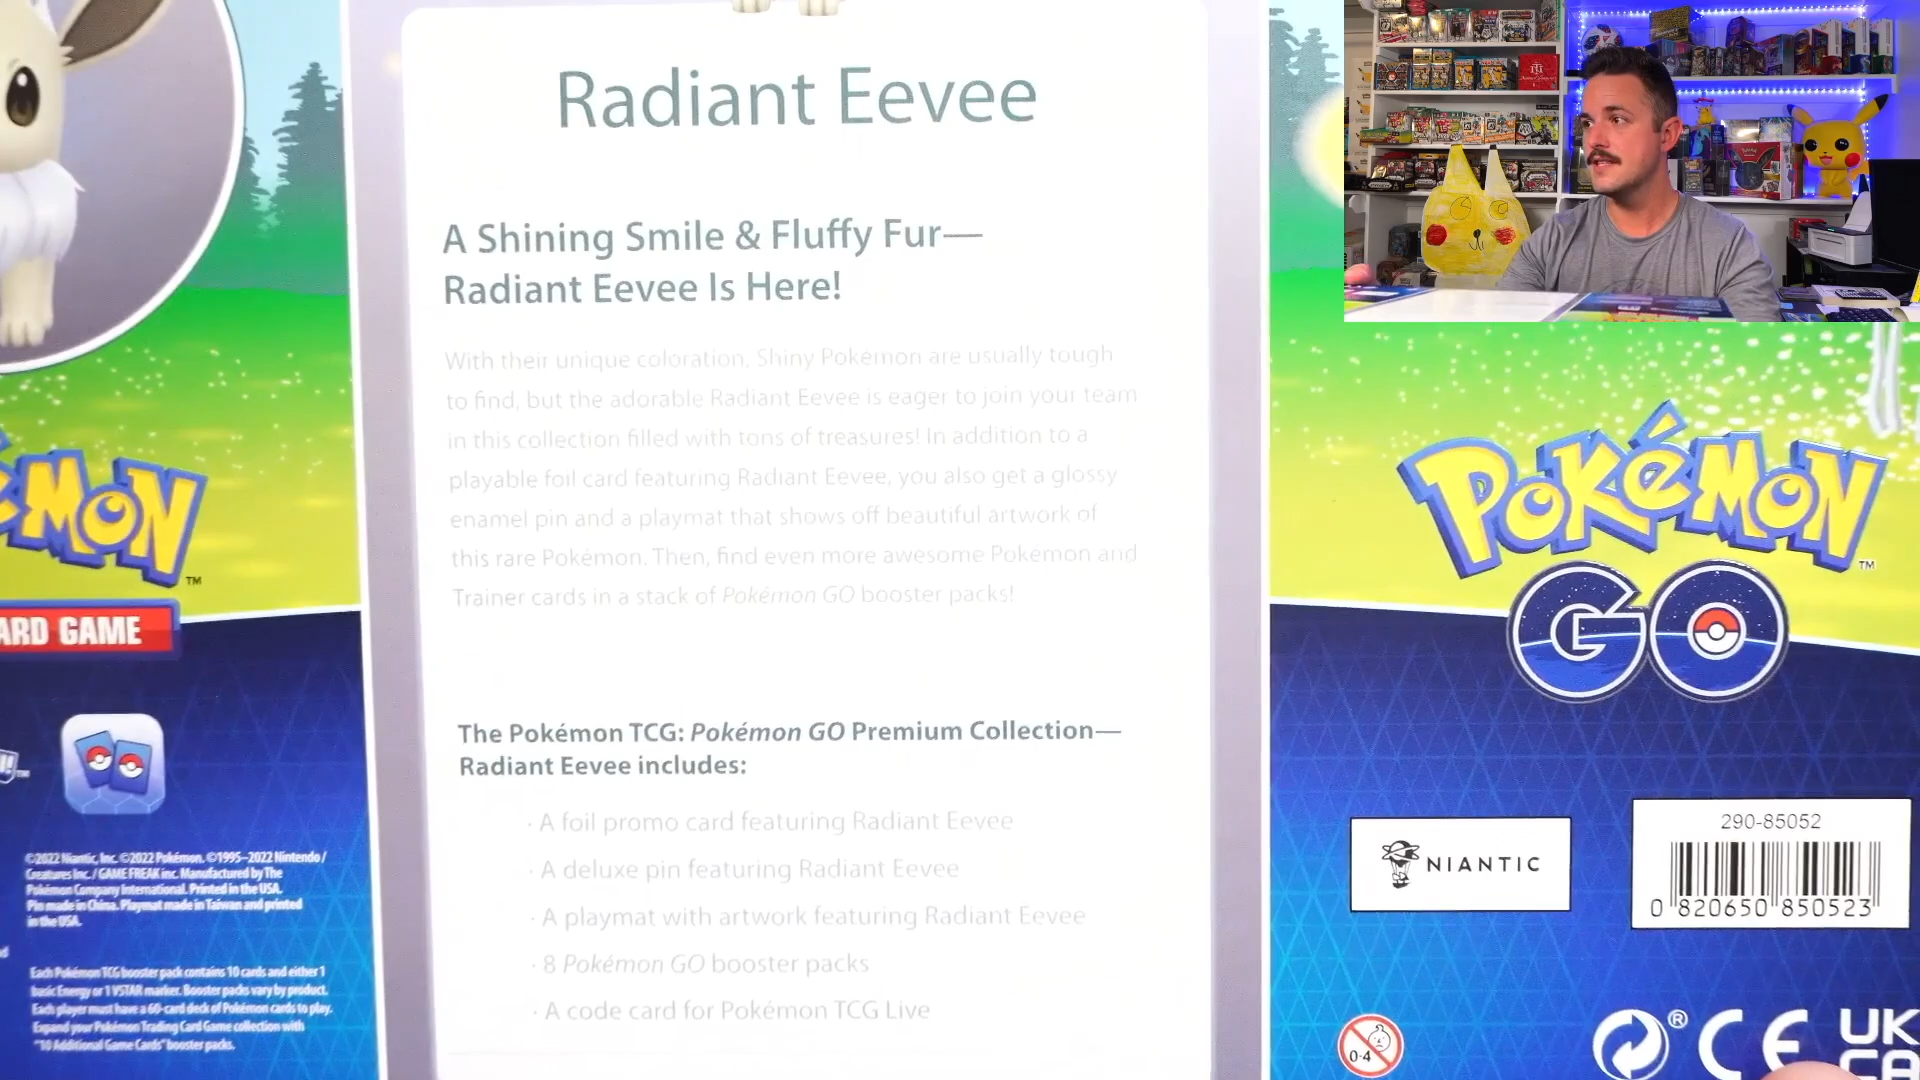 Radiant Eevee
A Shining Smile & Fluffy Fur—
Radiant Eevee Is Here!
With their unique coloration, Shiny Pokémon are usually tough
to find, but the adorable Radiant Eevee is eager to join your team
in this collection filled with tons of treasures! In addition to a
playable foil card featuring Radiant Eevee, you also get a glossy
enamel pin and a playmat that shows off beautiful artwork of
this rare Pokémon. Then, find even more awesome Pokémon and
Trainer cards in a stack of Pokémon GO booster packs!
The Pokémon TCG: Pokémon GO Premium Collection—
Radiant Eevee includes:
· A foil promo card featuring Radiant Eevee
· A deluxe pin featuring Radiant Eevee
· A playmat with artwork featuring Radiant Eevee
· 8 Pokémon GO booster packs
· A code card for Pokémon TCG Live
éMON
TM
ARD GAME
©2022 Niantic, Inc. ©2022 Pokémon. ©1995–2022 Nintendo /
Creatures Inc. / GAME FREAK inc. Manufactured by The
Pokémon Company International. Printed in the USA.
Pin made in China. Playmat made in Taiwan and printed
in the USA.
Each Pokémon TCG booster pack contains 10 cards and either 1
basic Energy or 1 VSTAR marker. Booster packs vary by product.
Each player must have a 60-card deck of Pokémon cards to play.
Expand your Pokémon Trading Card Game collection with
"10 Additional Game Cards" booster packs.
POKéMON
TM
GO
NIANTIC
290-85052
0 820650 850523
0-4
® CE UK
CA